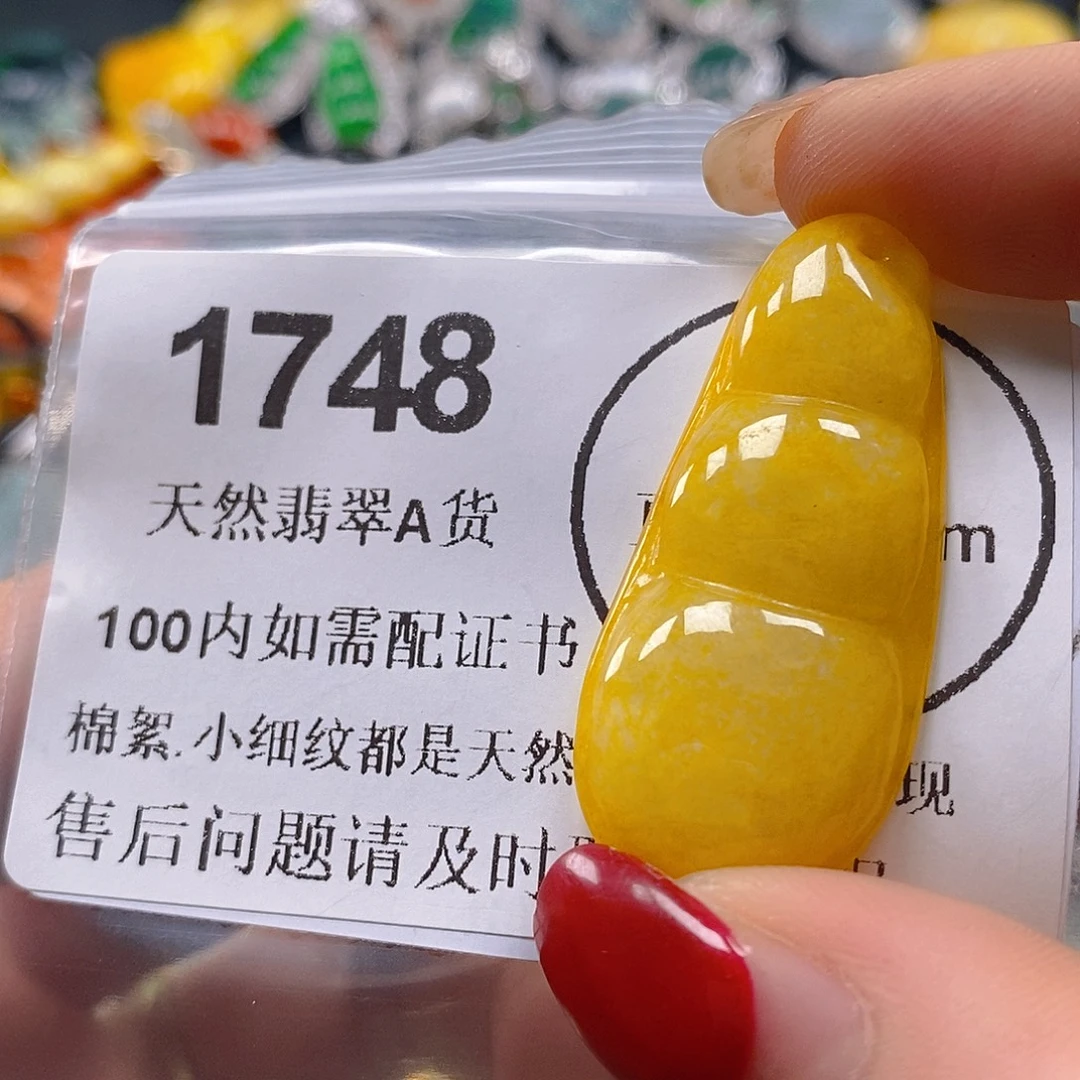 1748
天然翡翠A货
m
100内如需配证书
棉絮.小细纹都是天然 现
售后问题请及时